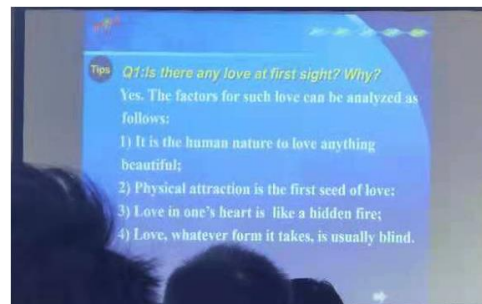 Tips
Q1:Is there any love at first sight? Why?
Yes. The factors for such love can be analyzed as
follows:
1) It is the human nature to love anything
beautiful;
2) Physical attraction is the first seed of love;
3) Love in one's heart is like a hidden fire;
4) Love, whatever form it takes, is usually blind.